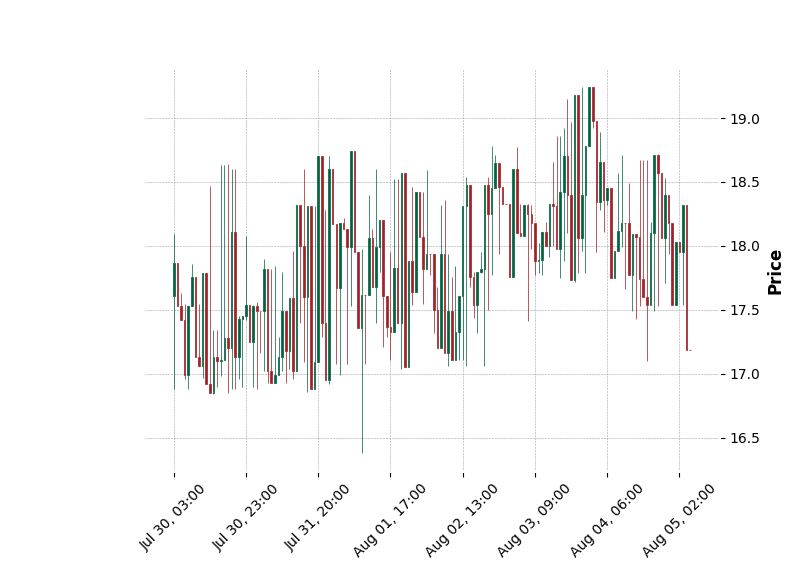 19.0
18.5
18.0
17.5
17.0
16.5
Price
Jul 30, 03:00
Jul 30, 23:00
Jul 31, 20:00
Aug 01, 17:00
Aug 02, 13:00
Aug 03, 09:00
Aug 04, 06:00
Aug 05, 02:00